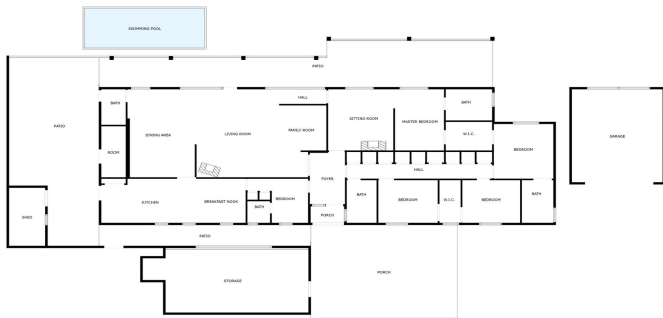 SWIMMING POOL
PATIO
HALL
BATH
BATH
SITTING ROOM
MASTER BEDROOM
PATIO
DINING AREA
LIVING ROOM
FAMILY ROOM
W.I.C.
GARAGE
ROOM
BEDROOM
HALL
FOYER
KITCHEN
BREAKFAST NOOK
BEDROOM
BATH
BEDROOM
W.I.C.
BEDROOM
BATH
BATH
SHED
PORCH
PATIO
STORAGE
PORCH